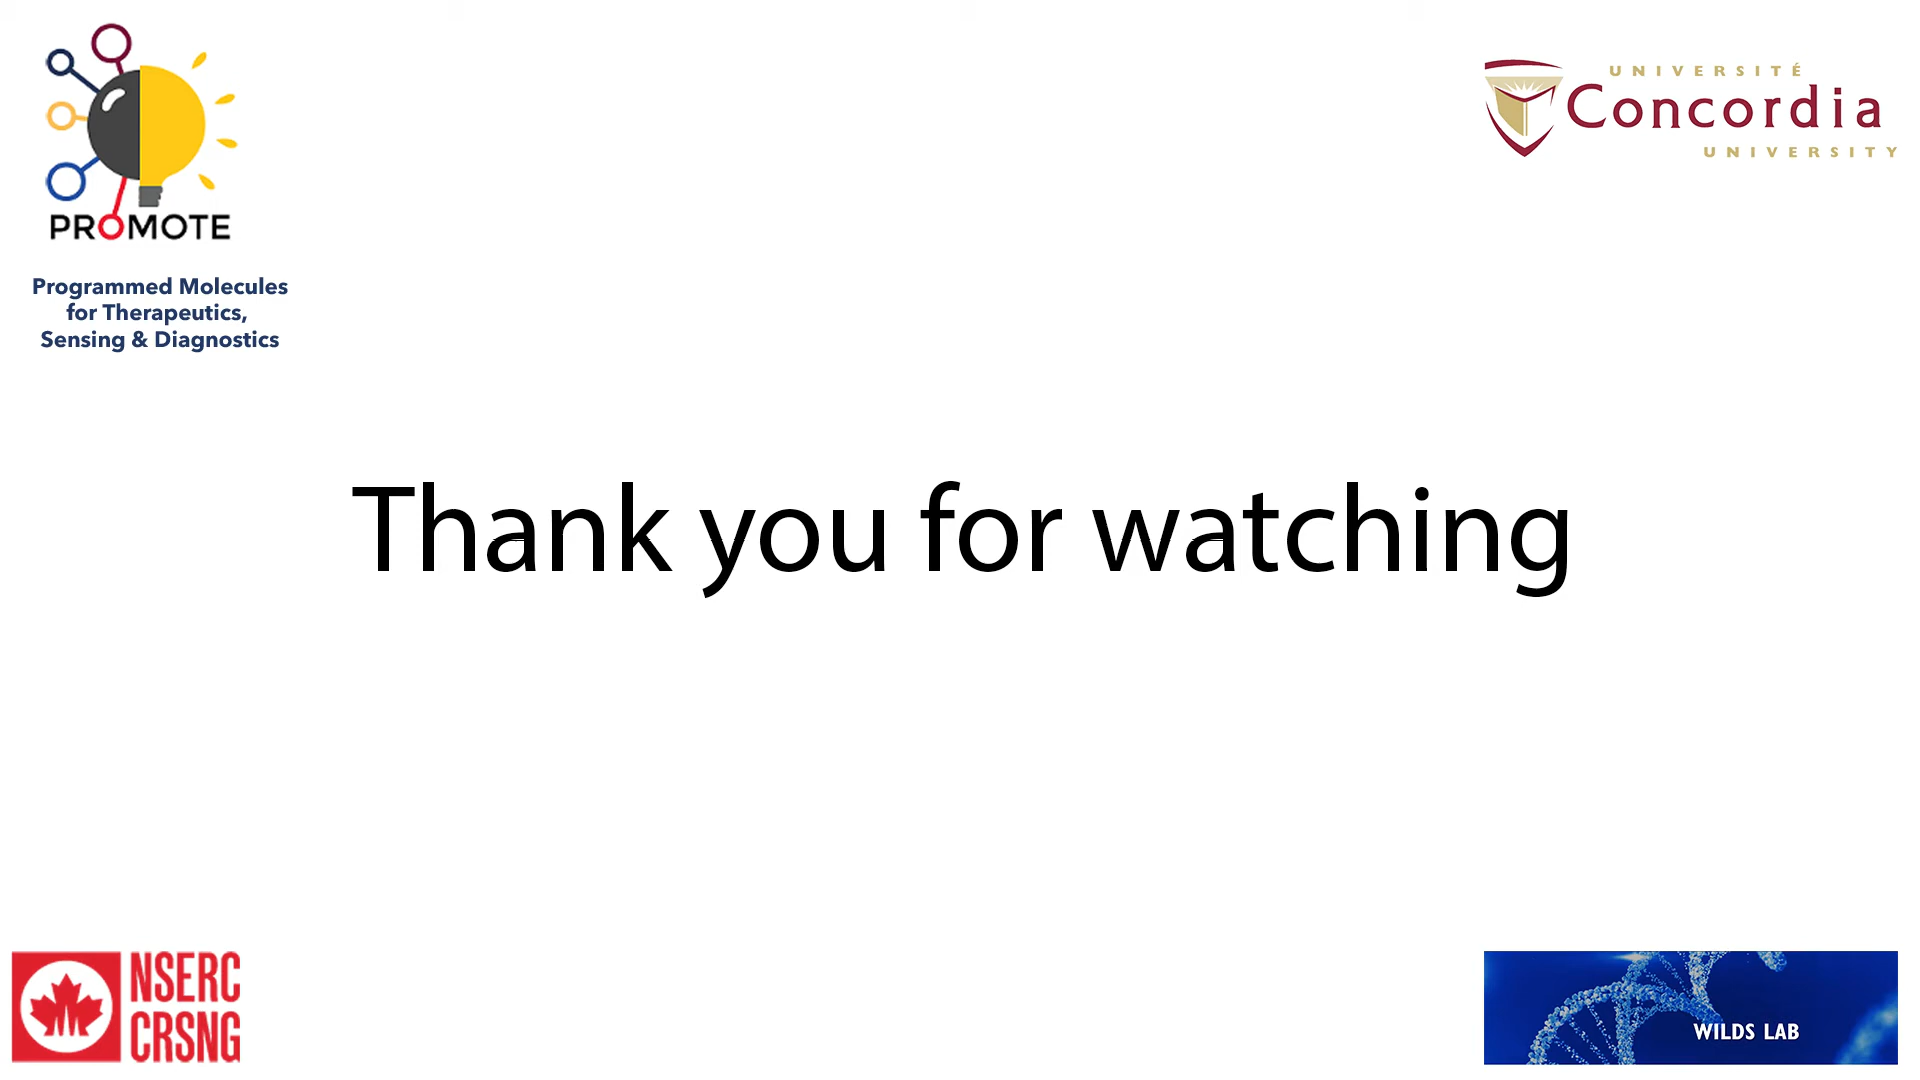 PROMOTE
Programmed Molecules
for Therapeutics,
Sensing & Diagnostics
UNIVERSITÉ
Concordia
UNIVERSITY
Thank you for watching
NSERC
CRSNG
WILDS LAB